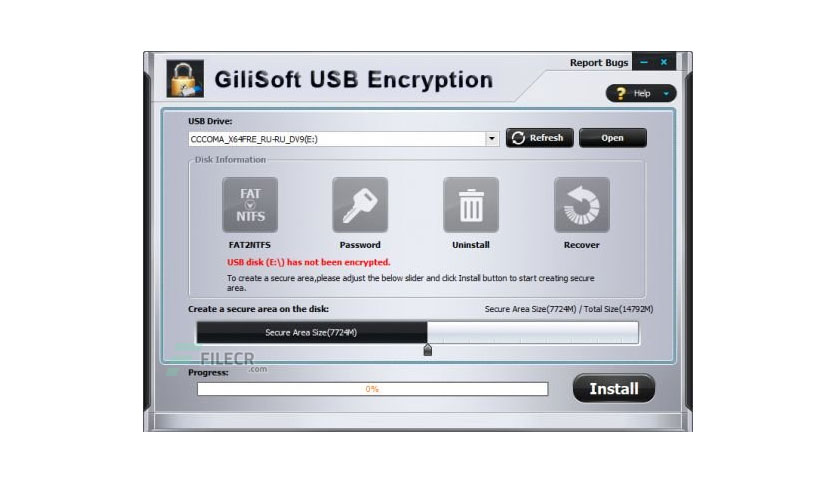 Report Bugs
GiliSoft USB Encryption
Help
USB Drive:
CCCOMA_X64FRE_RU-RU_DV9(E:)
Refresh
Open
Disk Information
FAT
NTFS
FAT2NTFS
Password
Uninstall
Recover
USB disk (E:\) has not been encrypted.
To create a secure area,please adjust the below slider and click Install button to start creating secure
area.
Create a secure area on the disk:
Secure Area Size(7724M) / Total Size(14792M)
Secure Area Size(7724M)
FILECR
.com
Progress:
0%
Install